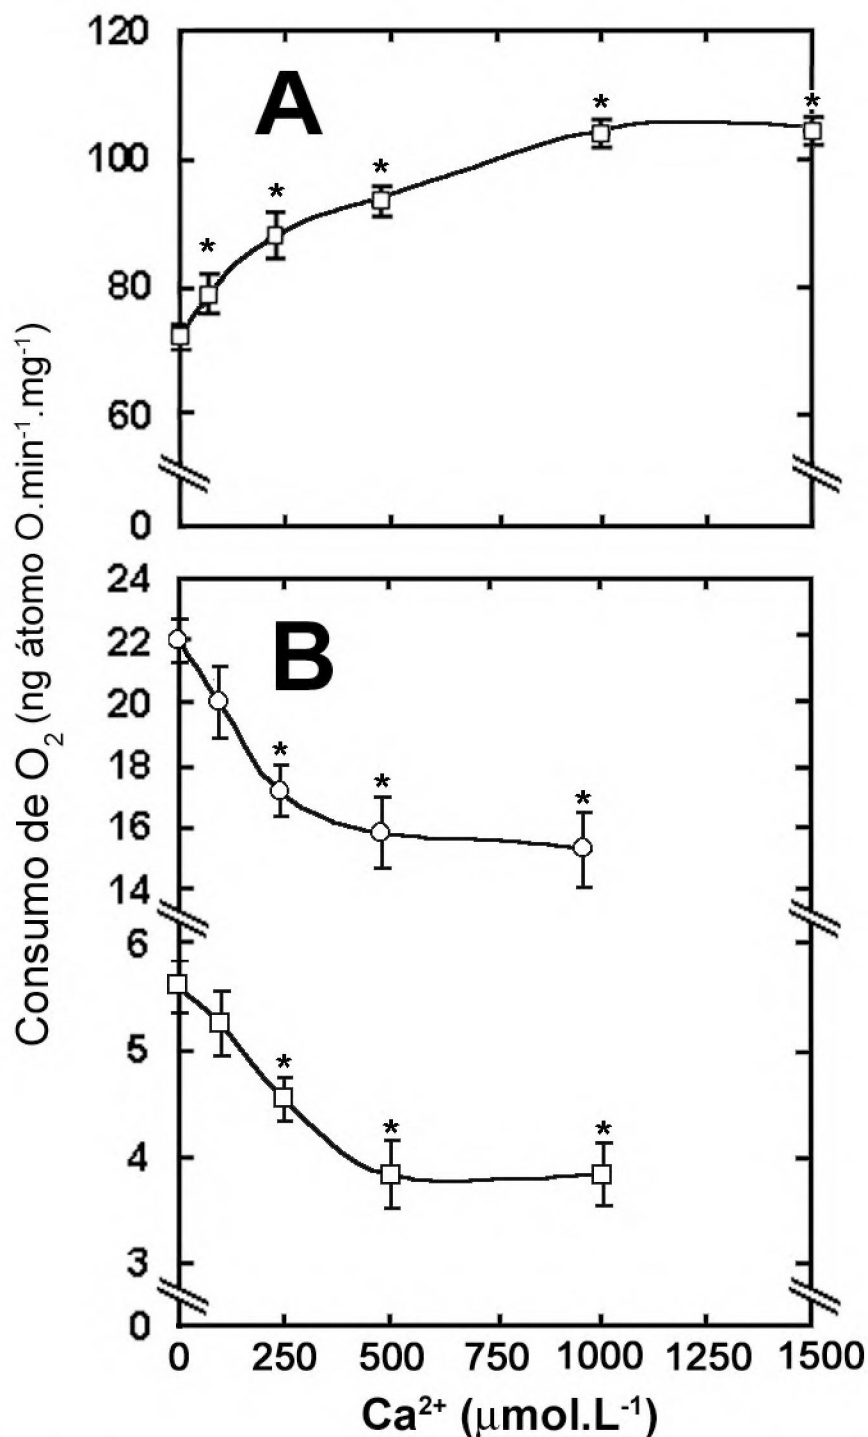 120
A
* * * * *
100
80
60
0
24
B
22
20
18
* * *
16
14
6
5
* * *
4
3
0
0 250 500 750 1000 1250 1500
Ca²⁺ (μmol.L⁻¹)
Consumo de O₂ (ng átomo O.min⁻¹.mg⁻¹)